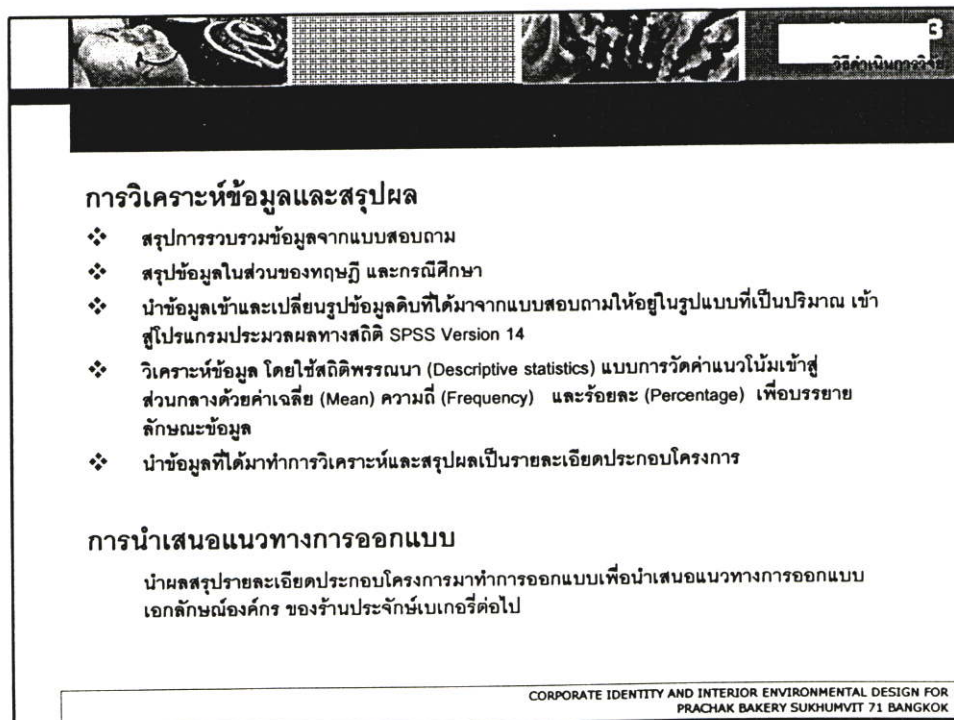 3
วิธีดำเนินการวิจัย
การวิเคราะห์ข้อมูลและสรุปผล
❖ สรุปการรวบรวมข้อมูลจากแบบสอบถาม
❖ สรุปข้อมูลในส่วนของทฤษฎี และกรณีศึกษา
❖ นำข้อมูลเข้าและเปลี่ยนรูปข้อมูลดิบที่ได้มาจากแบบสอบถามให้อยู่ในรูปแบบที่เป็นปริมาณ เข้า
สู่โปรแกรมประมวลผลทางสถิติ SPSS Version 14
❖ วิเคราะห์ข้อมูล โดยใช้สถิติพรรณนา (Descriptive statistics) แบบการวัดค่าแนวโน้มเข้าสู่
ส่วนกลางด้วยค่าเฉลี่ย (Mean) ความถี่ (Frequency) และร้อยละ (Percentage) เพื่อบรรยาย
ลักษณะข้อมูล
❖ นำข้อมูลที่ได้มาทำการวิเคราะห์และสรุปผลเป็นรายละเอียดประกอบโครงการ
การนำเสนอแนวทางการออกแบบ
นำผลสรุปรายละเอียดประกอบโครงการมาทำการออกแบบเพื่อนำเสนอแนวทางการออกแบบ
เอกลักษณ์องค์กร ของร้านประจักษ์เบเกอรี่ต่อไป
CORPORATE IDENTITY AND INTERIOR ENVIRONMENTAL DESIGN FOR
PRACHAK BAKERY SUKHUMVIT 71 BANGKOK